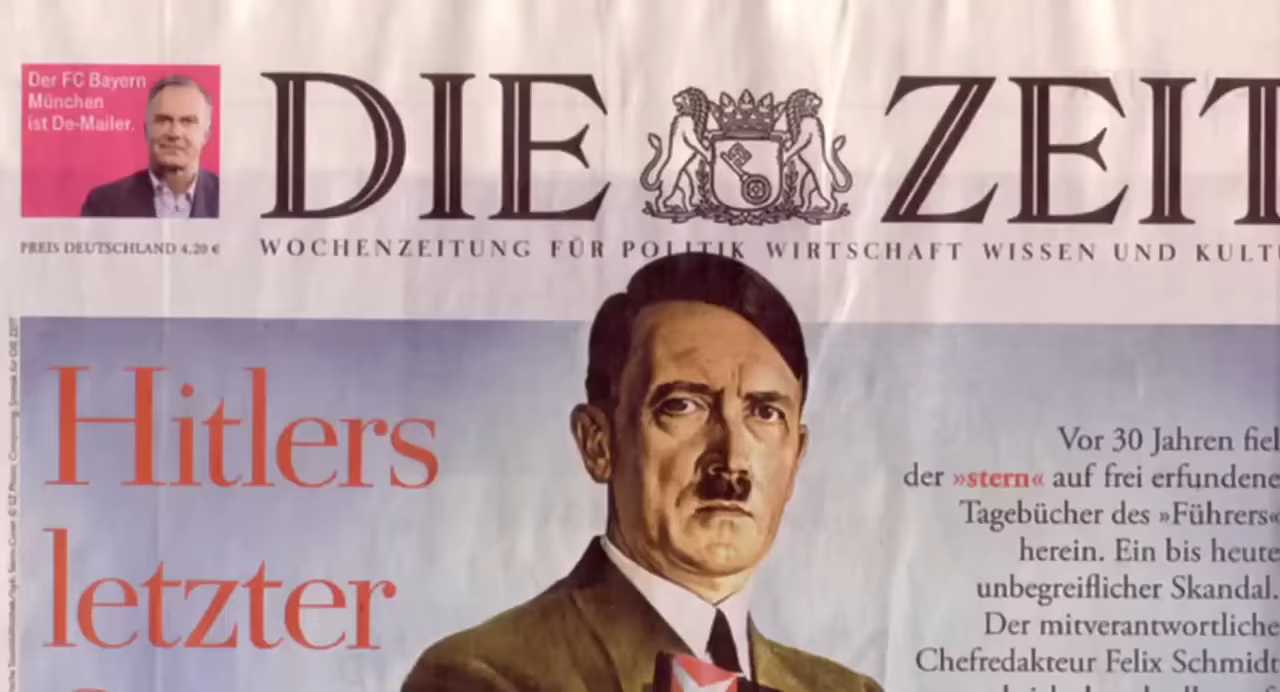 Der FC Bayern
München
ist De-Mailer.
DIE ZEIT
PREIS DEUTSCHLAND 4,20 €
WOCHENZEITUNG FÜR POLITIK WIRTSCHAFT WISSEN UND KULTU
Hitlers
letzter
Vor 30 Jahren fiel
der »stern« auf frei erfundene
Tagebücher des »Führers«
herein. Ein bis heute
unbegreiflicher Skandal.
Der mitverantwortliche
Chefredakteur Felix Schmidt